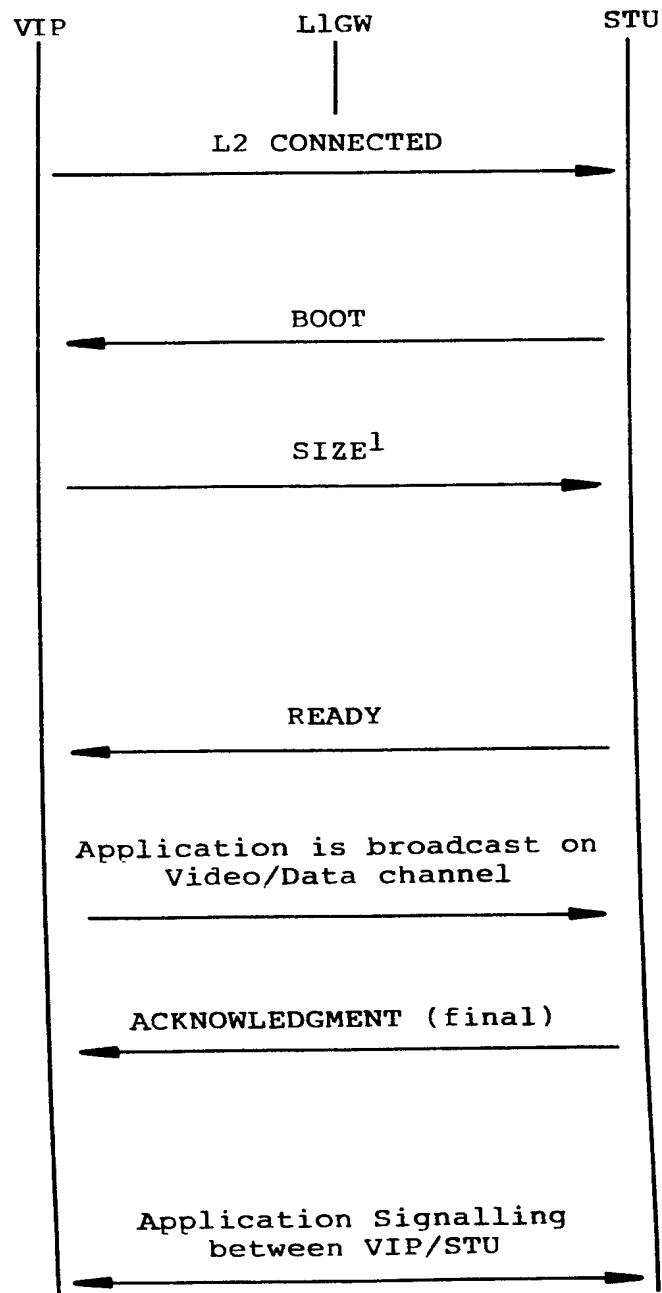 VIP L1GW STU
L2 CONNECTED
BOOT
SIZE1
READY
Application is broadcast on
Video/Data channel
ACKNOWLEDGMENT (final)
Application Signalling
between VIP/STU